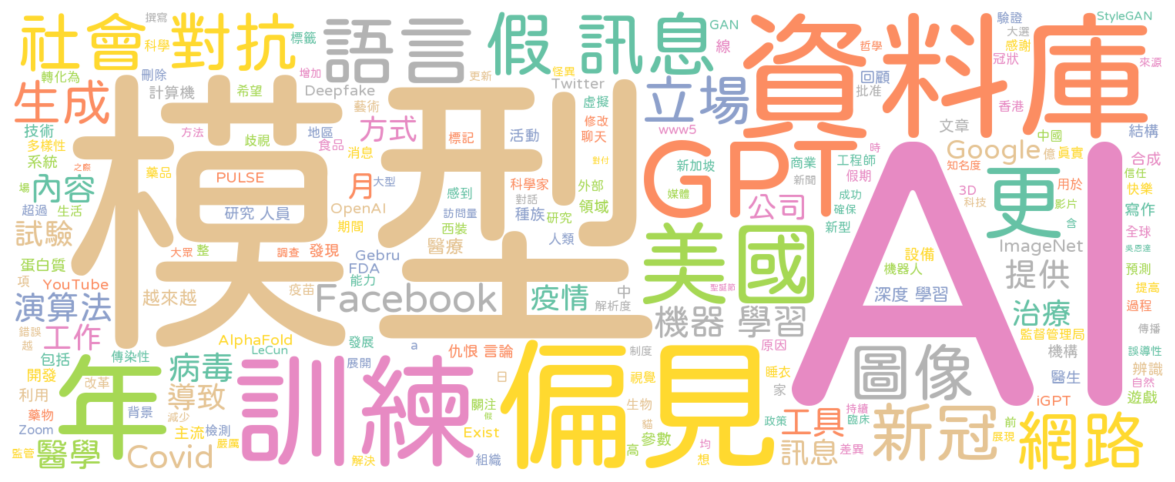 撰寫
標籤
GAN
驗證
StyleGAN
社會 對抗
語言
假 訊息
線
大選
感謝
哲學
科學
冠狀
來源
轉化為
增加
更新
怪異
資料庫
刪除
Deepfake
Twitter
回顧
批准
生成
計算機
希望
藝術
虛擬
立場
香港
模型
技術
方法
歧視
地區
方式
標記
活動
修改
聊天
www5
文章
中國
結構
多樣性
食品
消息
之際
對付
Google
億
真實
系統
藥品
GPT
新加坡
商業
工程師
時
知名度
合成
內容
PULSE
月
大型
感到
科學家
外部
媒體
新聞
假期
AI
更
3D
科技
用於
信任
快樂
場
超過
生活
研究 人員
OpenAI
訪問量
對話
種族
研究
領域
公司
成功
確保
影片
含
寫作
試驗
期間
西裝
新型
ImageNet
全球
大眾
整
調查
發現
醫療
人類
美國
設備
吳恩達
蛋白質
Gebru
FDA
機器人
提供
預測
項
YouTube
疫苗
能力
中
聖誕節
深度 學習
提高
演算法
越來越
Facebook
疫情
解析度
機器 學習
治療
過程
錯誤
越
工作
AlphaFold
發展
a
原因
監督管理局
傳播
包括
傳染性
LeCun
展開
仇恨 言論
制度
圖像
機構
誤導性
開發
年
病毒
訓練
日
偏見
視覺
睡衣
家
醫生
辨識
自然
利用
改革
導致
關注
生物
貓
iGPT
遊戲
藥物
背景
減少
政策
持續
臨床
工具
新冠
前
展現
網路
Zoom
主流
檢測
Exist
參數
均
監管
醫學
嚴厲
Covid
解決
組織
高
想
訊息
差異